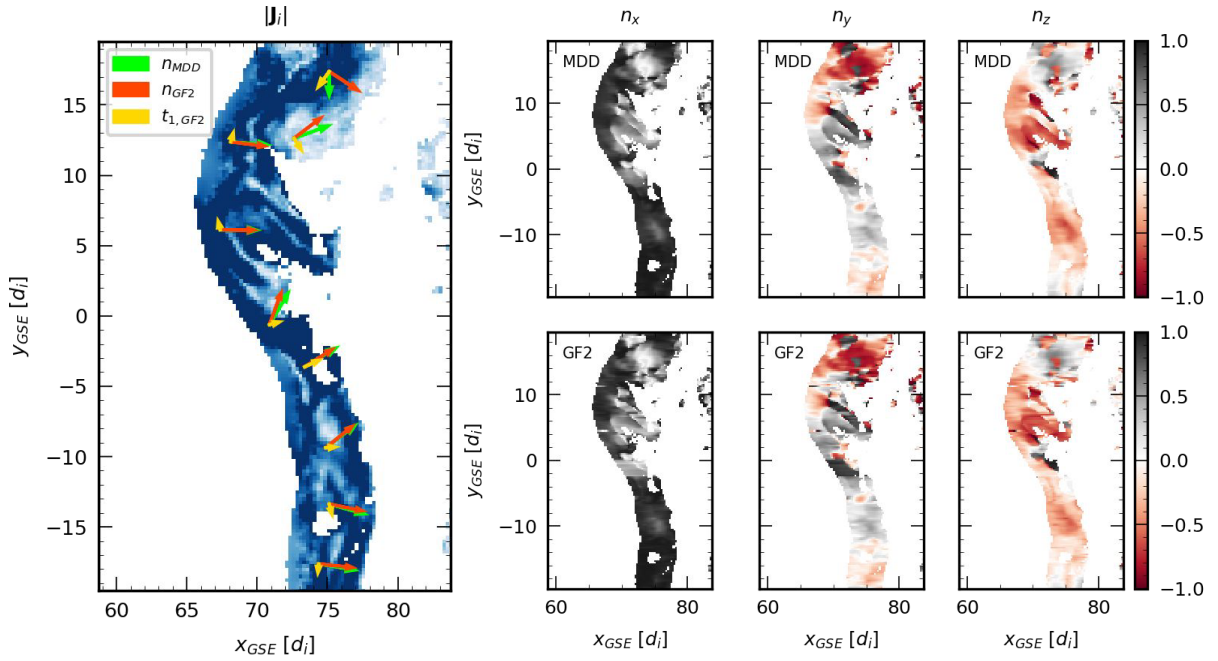 |J_i|
n_MDD
n_GF2
t_1,GF2
15
10
5
0
−5
−10
−15
y_GSE [d_i]
60 65 70 75 80
x_GSE [d_i]
n_x n_y n_z
MDD MDD MDD
10
0
−10
y_GSE [d_i]
1.0
0.5
0.0
−0.5
−1.0
GF2 GF2 GF2
10
0
−10
y_GSE [d_i]
1.0
0.5
0.0
−0.5
−1.0
60 80 60 80 60 80
x_GSE [d_i] x_GSE [d_i] x_GSE [d_i]